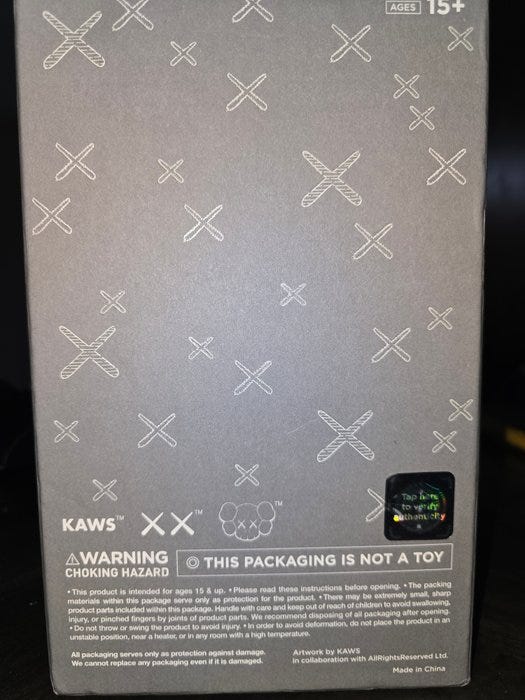 AGES 15+
Tap here
to verify
authenticity
KAWS™ XX™ ™
⚠WARNING
CHOKING HAZARD
◎ THIS PACKAGING IS NOT A TOY
• This product is intended for ages 15 & up. • Please read these instructions before opening. • The packing
materials within this package serve only as protection for the product. • There may be extremely small, sharp
product parts included within this package. Handle with care and keep out of reach of children to avoid swallowing,
injury, or pinched fingers by joints of product parts. We recommend disposing of all packaging after opening.
• Do not throw or swing the product to avoid injury. • In order to avoid deformation, do not place the product in an
unstable position, near a heater, or in any room with a high temperature.
All packaging serves only as protection against damage.
We cannot replace any packaging even if it is damaged.
Artwork by KAWS
In collaboration with AllRightsReserved Ltd.
Made in China